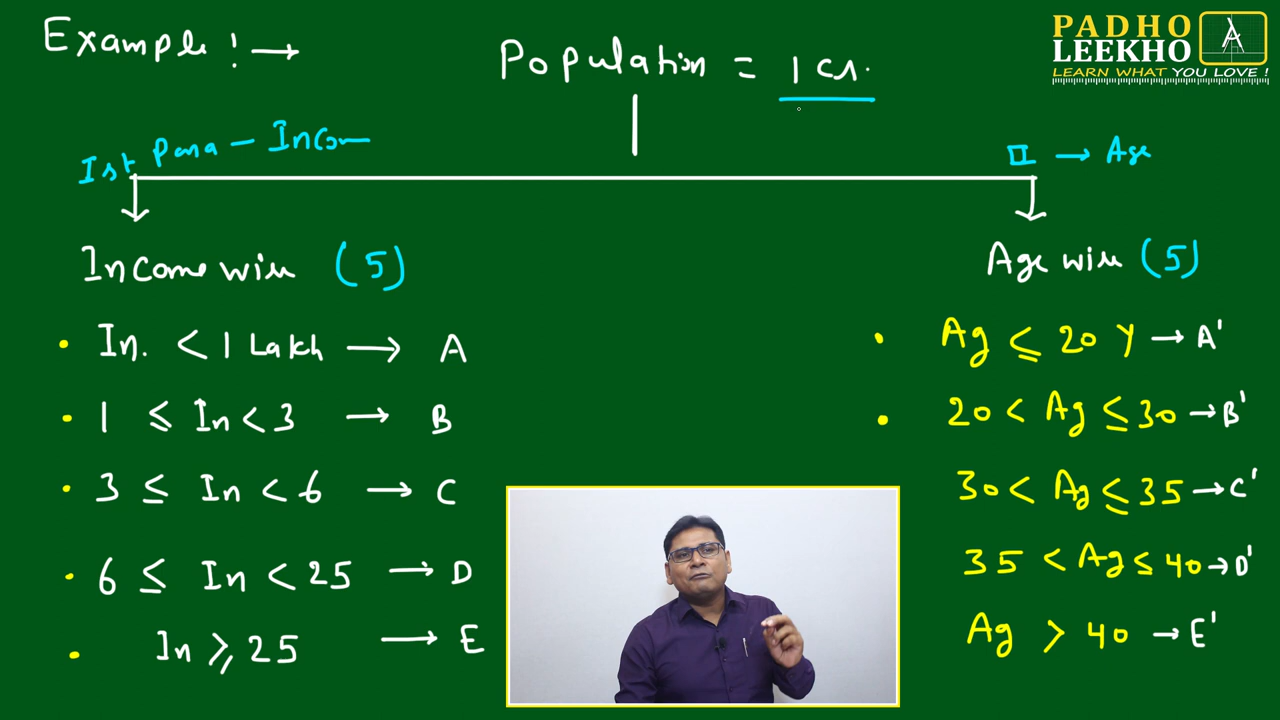 Example! →
Population = 1 cr.
PADHO
LEEKHO
LEARN WHAT YOU LOVE !
Ist Para – Incom
II → Age
Income wise (5)
Age wise (5)
• In. < 1 Lakh → A
• 1 ≤ In < 3 → B
• 3 ≤ In < 6 → C
• 6 ≤ In < 25 → D
• In ≥ 25 → E
• Ag ≤ 20 Y → A'
• 20 < Ag ≤ 30 → B'
30 < Ag ≤ 35 → C'
35 < Ag ≤ 40 → D'
Ag > 40 → E'